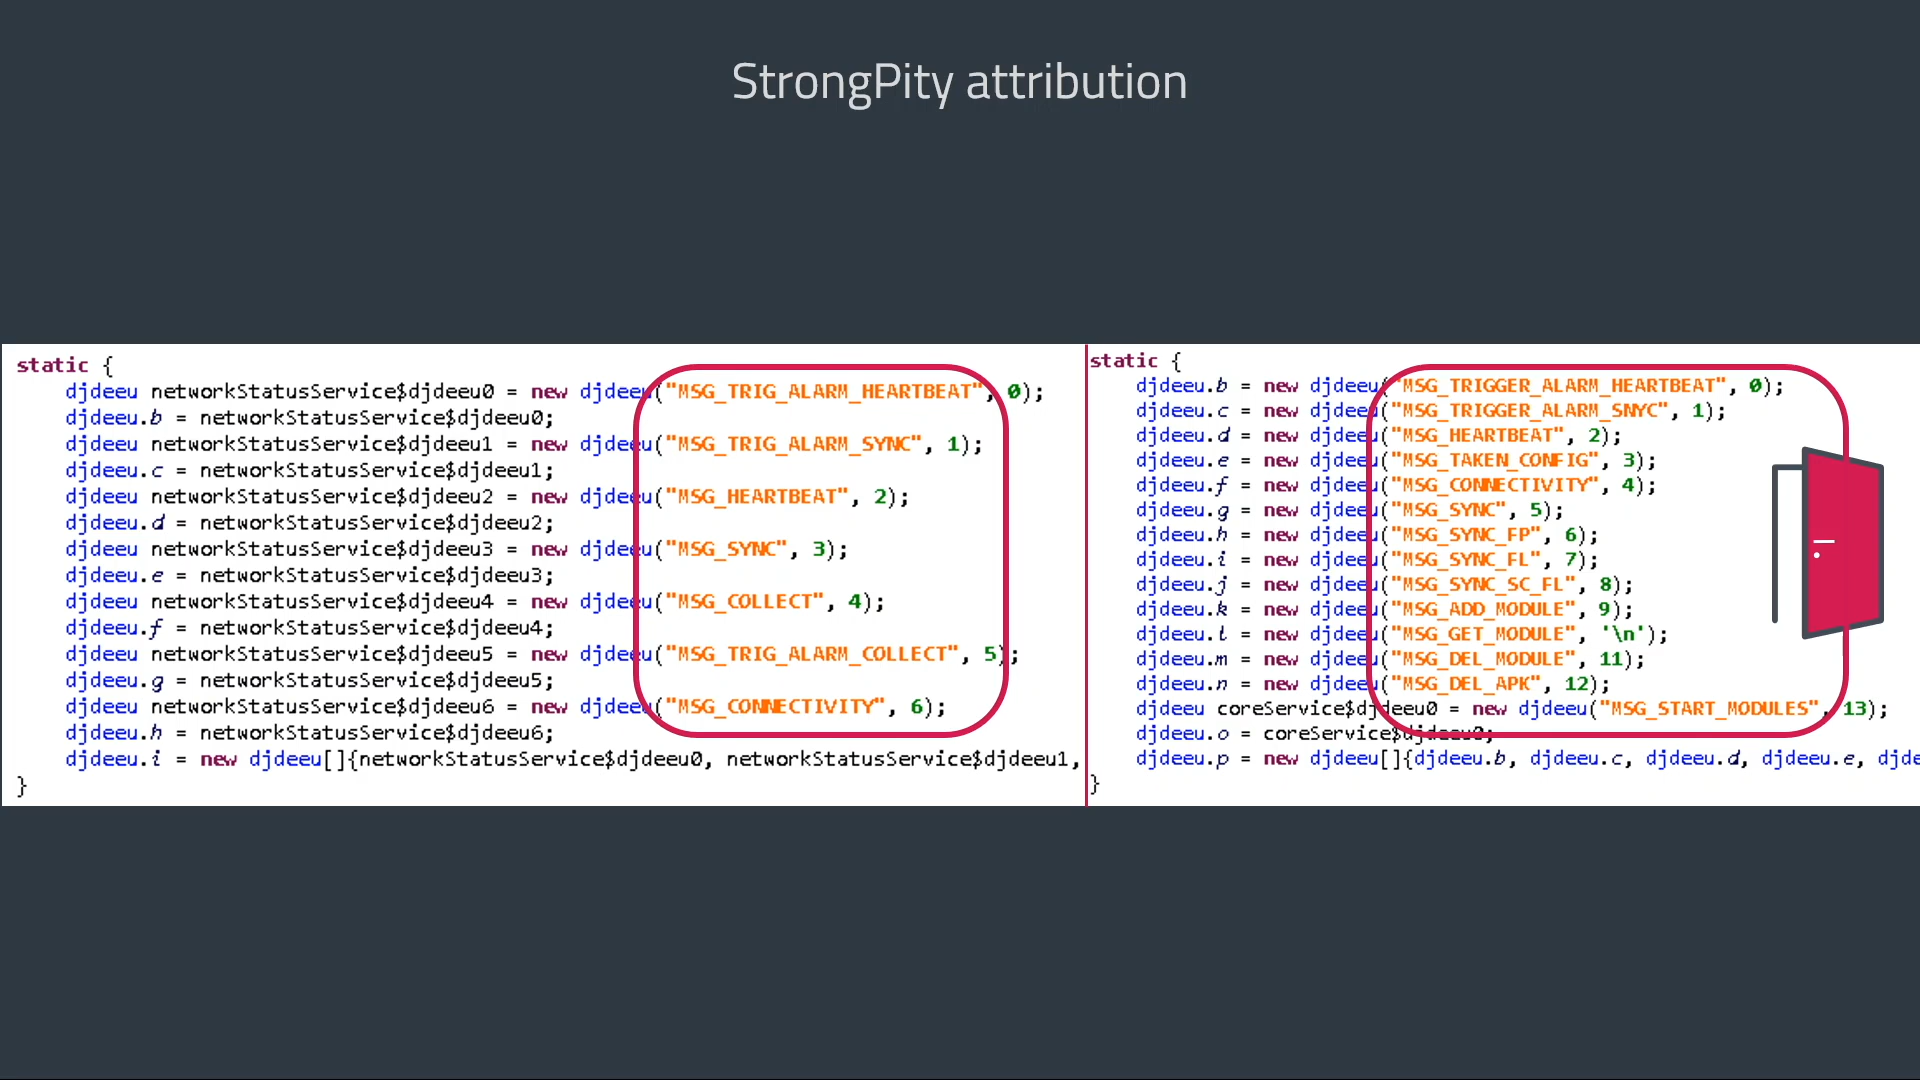 StrongPity attribution
static {
djdeeu networkStatusService$djdeeu0 = new djdeeu("MSG_TRIG_ALARM_HEARTBEAT", 0);
djdeeu.b = networkStatusService$djdeeu0;
djdeeu networkStatusService$djdeeu1 = new djdeeu("MSG_TRIG_ALARM_SYNC", 1);
djdeeu.c = networkStatusService$djdeeu1;
djdeeu networkStatusService$djdeeu2 = new djdeeu("MSG_HEARTBEAT", 2);
djdeeu.d = networkStatusService$djdeeu2;
djdeeu networkStatusService$djdeeu3 = new djdeeu("MSG_SYNC", 3);
djdeeu.e = networkStatusService$djdeeu3;
djdeeu networkStatusService$djdeeu4 = new djdeeu("MSG_COLLECT", 4);
djdeeu.f = networkStatusService$djdeeu4;
djdeeu networkStatusService$djdeeu5 = new djdeeu("MSG_TRIG_ALARM_COLLECT", 5);
djdeeu.g = networkStatusService$djdeeu5;
djdeeu networkStatusService$djdeeu6 = new djdeeu("MSG_CONNECTIVITY", 6);
djdeeu.h = networkStatusService$djdeeu6;
djdeeu.i = new djdeeu[]{networkStatusService$djdeeu0, networkStatusService$djdeeu1,
}
static {
djdeeu.b = new djdeeu("MSG_TRIGGER_ALARM_HEARTBEAT", 0);
djdeeu.c = new djdeeu("MSG_TRIGGER_ALARM_SNYC", 1);
djdeeu.d = new djdeeu("MSG_HEARTBEAT", 2);
djdeeu.e = new djdeeu("MSG_TAKEN_CONFIG", 3);
djdeeu.f = new djdeeu("MSG_CONNECTIVITY", 4);
djdeeu.g = new djdeeu("MSG_SYNC", 5);
djdeeu.h = new djdeeu("MSG_SYNC_FP", 6);
djdeeu.i = new djdeeu("MSG_SYNC_FL", 7);
djdeeu.j = new djdeeu("MSG_SYNC_SC_FL", 8);
djdeeu.k = new djdeeu("MSG_ADD_MODULE", 9);
djdeeu.l = new djdeeu("MSG_GET_MODULE", '\n');
djdeeu.m = new djdeeu("MSG_DEL_MODULE", 11);
djdeeu.n = new djdeeu("MSG_DEL_APK", 12);
djdeeu coreService$djdeeu0 = new djdeeu("MSG_START_MODULES", 13);
djdeeu.o = coreService$djdeeu0;
djdeeu.p = new djdeeu[]{djdeeu.b, djdeeu.c, djdeeu.d, djdeeu.e, djde
}